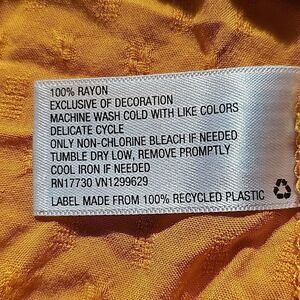 100% RAYON
EXCLUSIVE OF DECORATION
MACHINE WASH COLD WITH LIKE COLORS
DELICATE CYCLE
ONLY NON-CHLORINE BLEACH IF NEEDED
TUMBLE DRY LOW, REMOVE PROMPTLY
COOL IRON IF NEEDED
RN17730 VN1299629
LABEL MADE FROM 100% RECYCLED PLASTIC